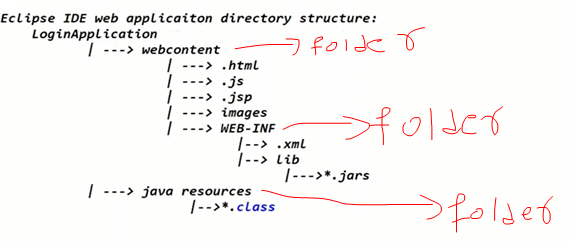 Eclipse IDE web applicaiton directory structure:
LoginApplication
| ---> webcontent folder
| ---> .html
| ---> .js
| ---> .jsp
| ---> images
| ---> WEB-INF folder
|--> .xml
|--> lib
|--->*.jars
| ---> java resources folder
|-->*.class